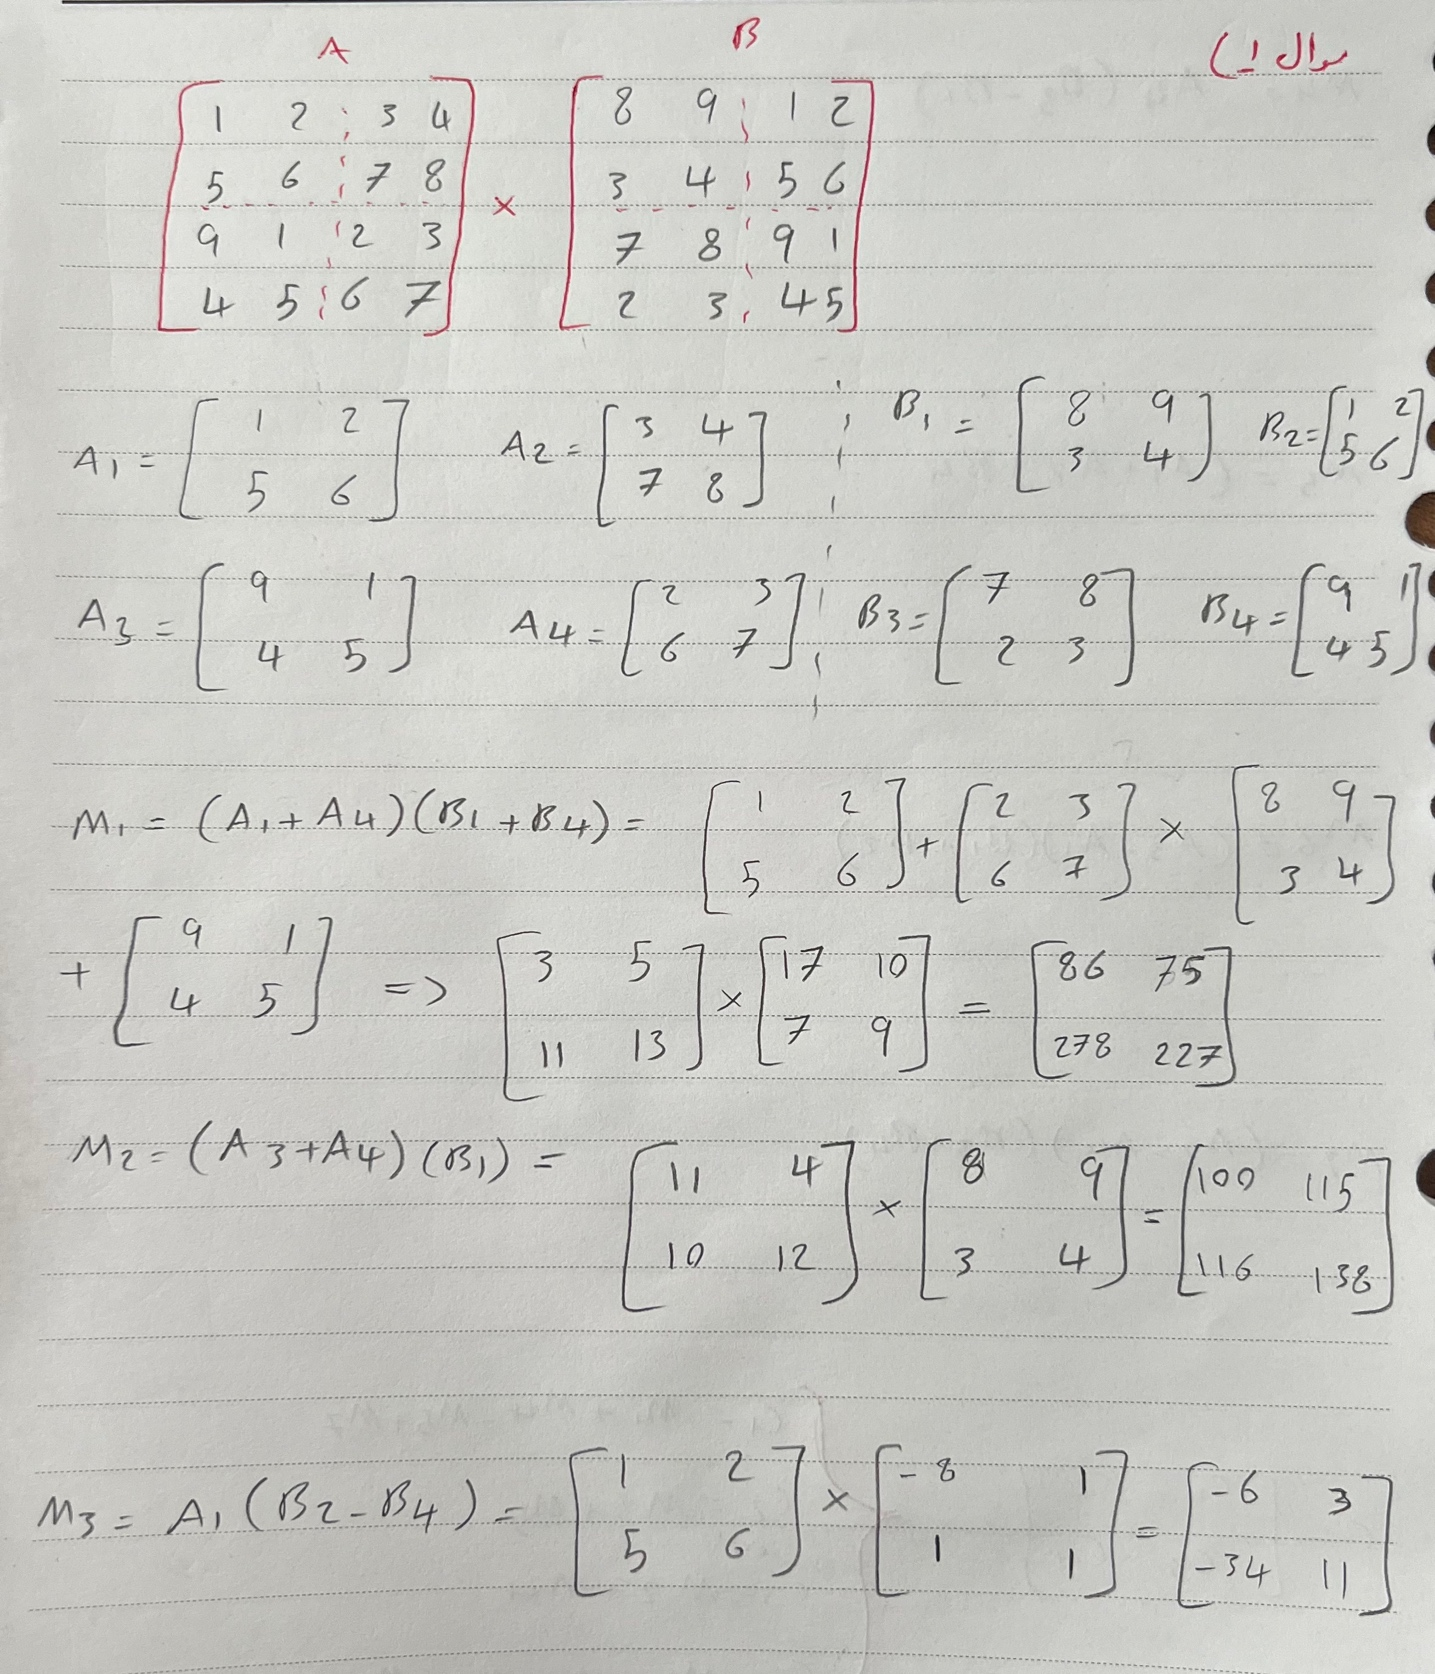 سوال 1)
A B
[1 2 3 4] [8 9 1 2]
[5 6 7 8] × [3 4 5 6]
[9 1 2 3] [7 8 9 1]
[4 5 6 7] [2 3 4 5]
A1 = [1 2; 5 6] A2 = [3 4; 7 8] B1 = [8 9; 3 4] B2 = [1 2; 5 6]
A3 = [9 1; 4 5] A4 = [2 3; 6 7] B3 = [7 8; 2 3] B4 = [9 1; 4 5]
M1 = (A1 + A4)(B1 + B4) = [1 2; 5 6] + [2 3; 6 7] × [8 9; 3 4]
+ [9 1; 4 5] => [3 5; 11 13] × [17 10; 7 9] = [86 75; 278 227]
M2 = (A3 + A4)(B1) = [11 4; 10 12] × [8 9; 3 4] = [100 115; 116 138]
M3 = A1(B2 - B4) = [1 2; 5 6] × [-8 1; 1 1] = [-6 3; -34 11]